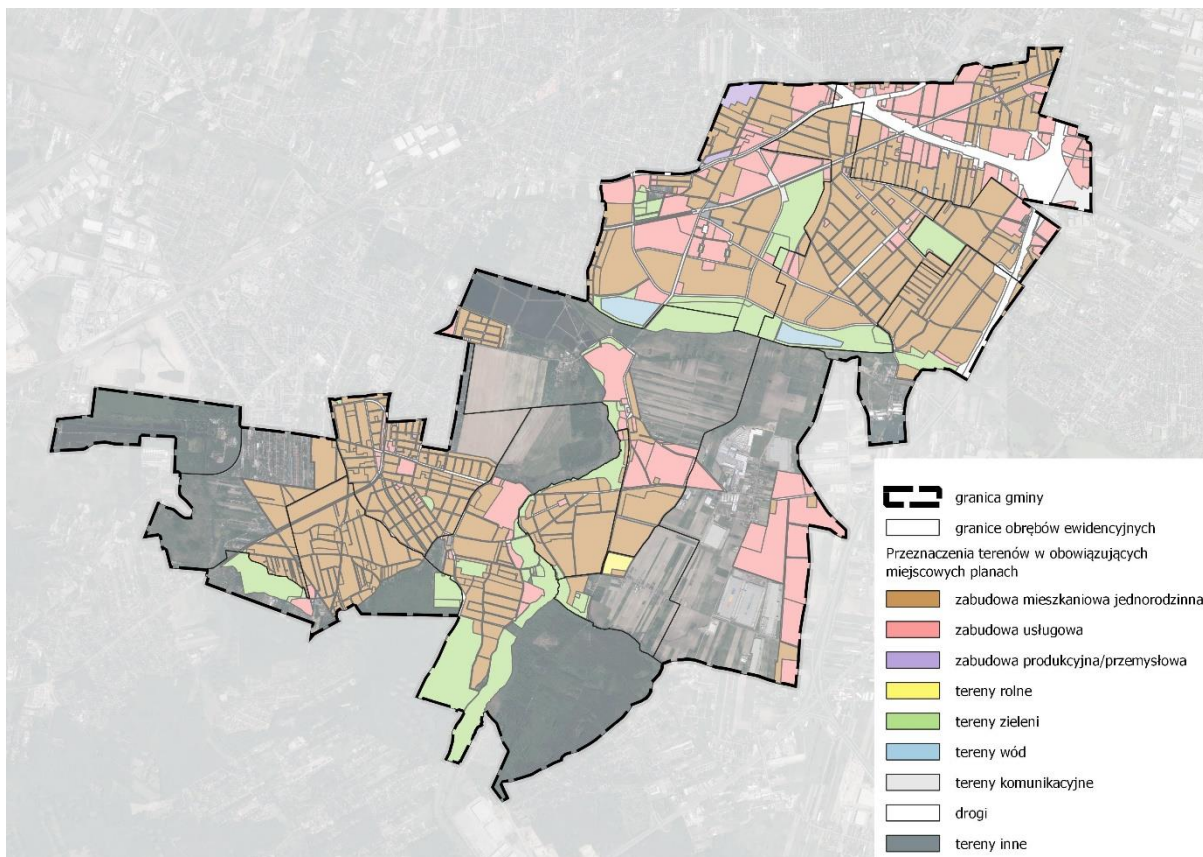 granica gminy
granice obrębów ewidencyjnych
Przeznaczenia terenów w obowiązujących
miejscowych planach
zabudowa mieszkaniowa jednorodzinna
zabudowa usługowa
zabudowa produkcyjna/przemysłowa
tereny rolne
tereny zieleni
tereny wód
tereny komunikacyjne
drogi
tereny inne